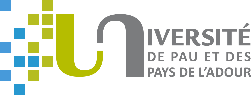 UNIVERSITÉ
DE PAU ET DES
PAYS DE L'ADOUR